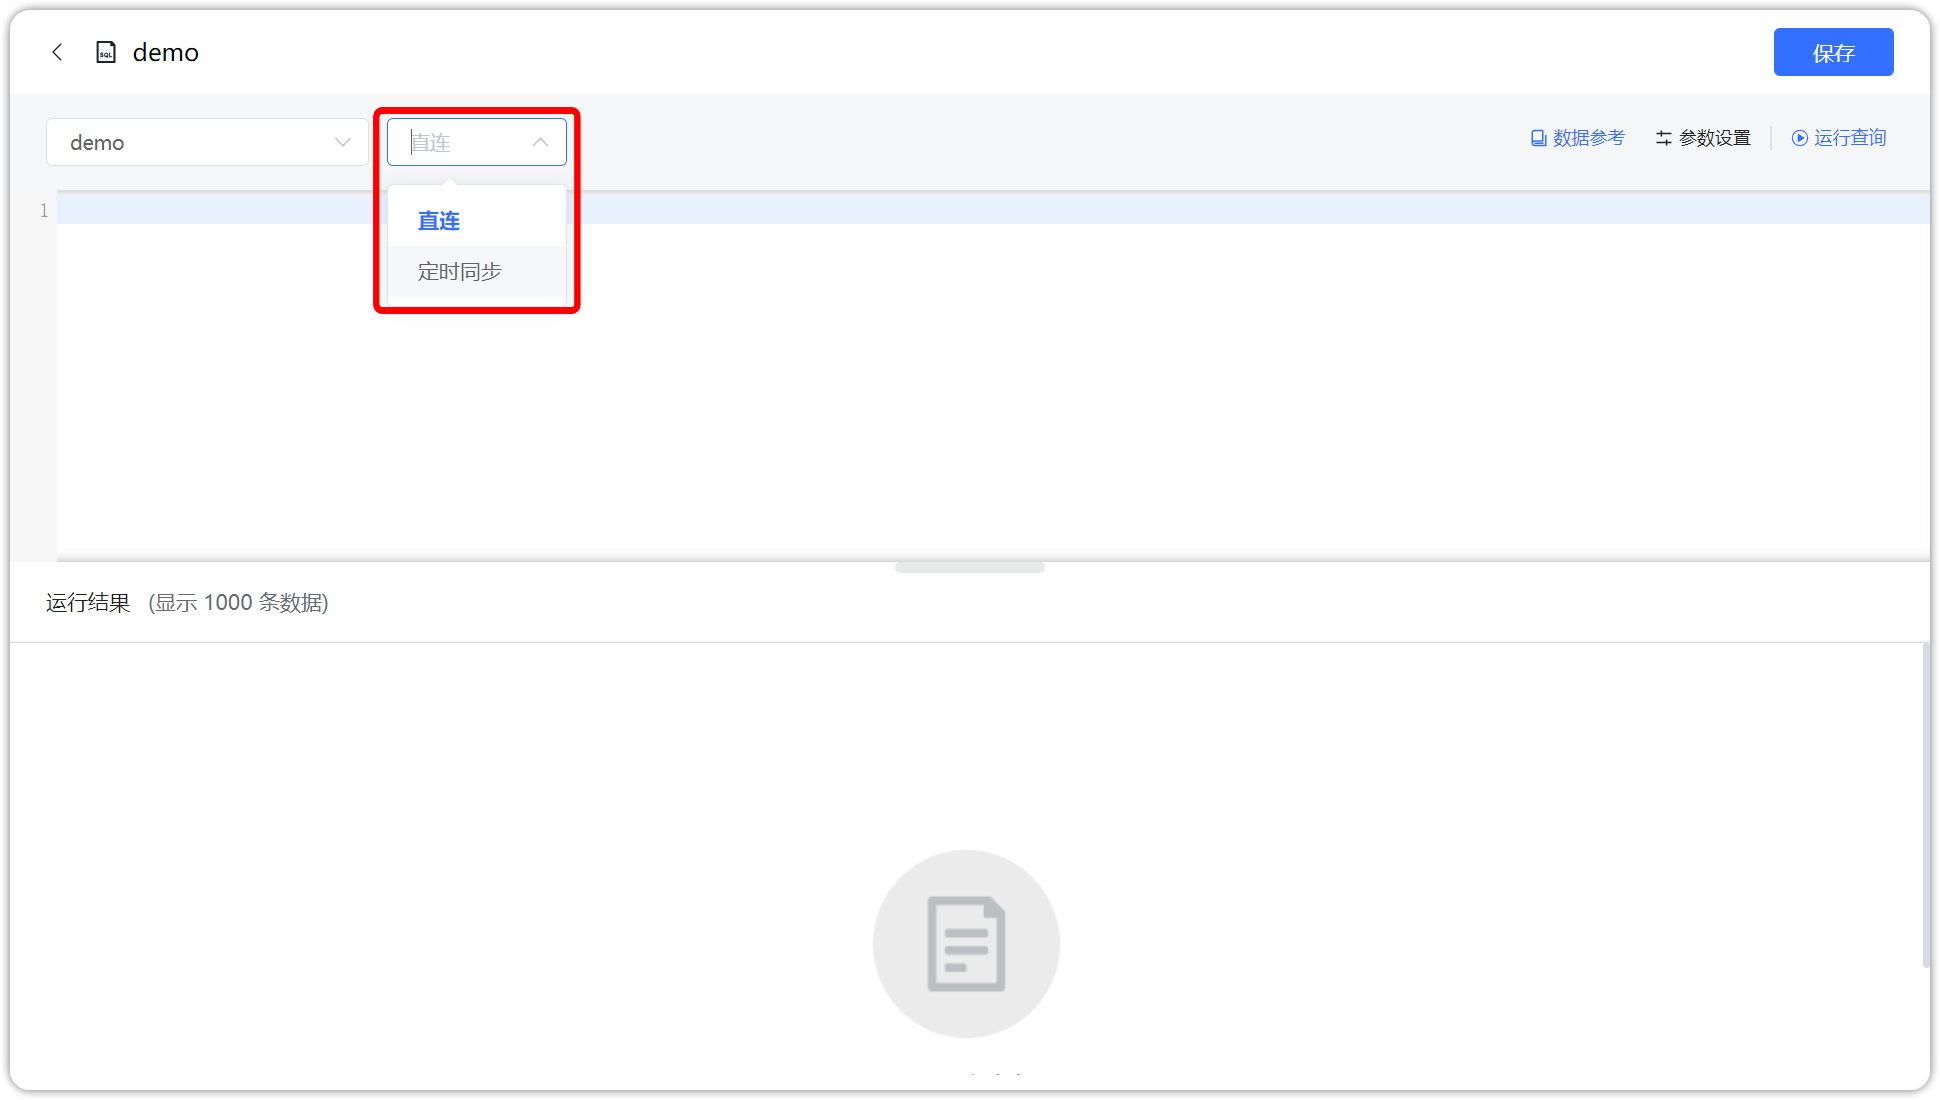 SQL demo
保存
demo
直连
数据参考
参数设置
运行查询
直连
定时同步
1
运行结果 (显示 1000 条数据)